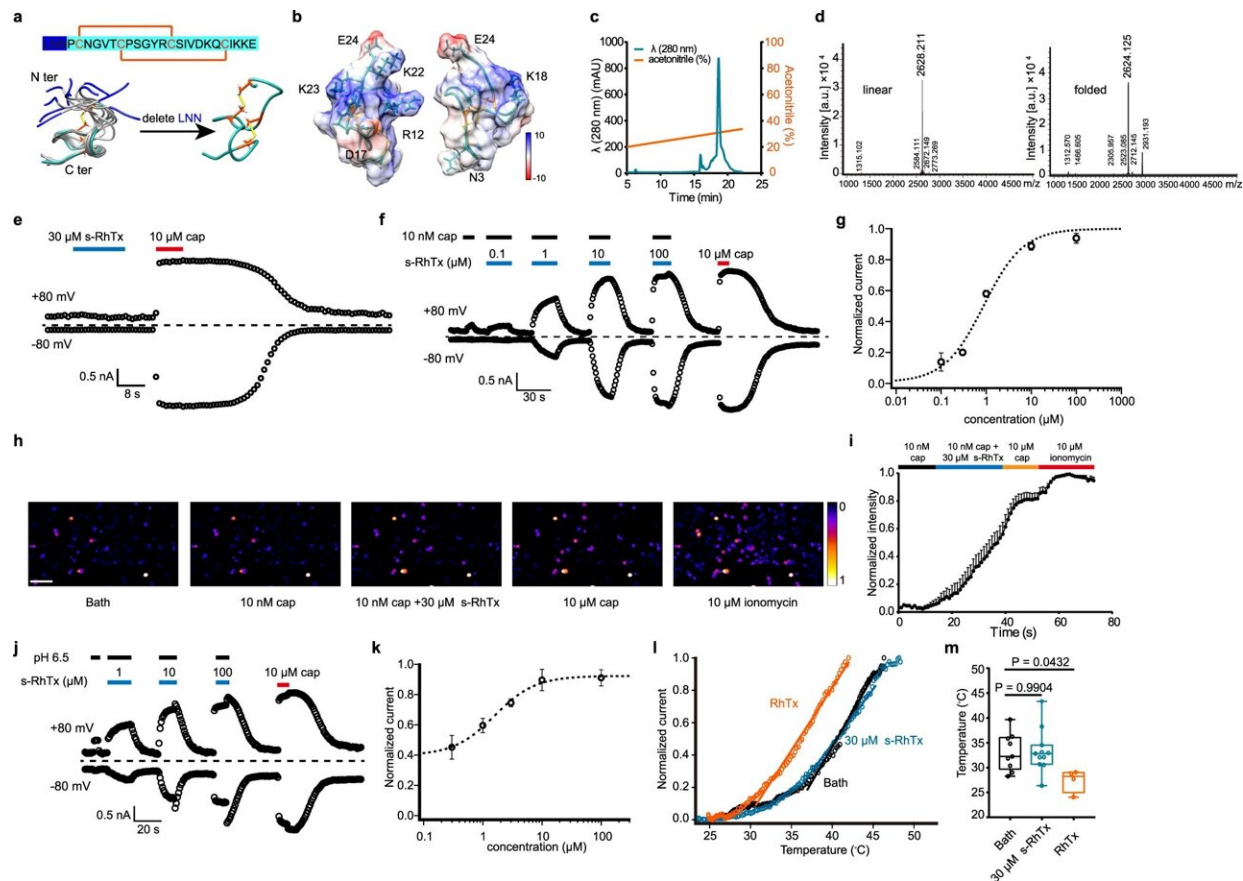 a
PCNGVTCPSGYRCSIVDKQCIKKE
N ter
delete LNN
C ter
b
E24
E24
K22
K18
K23
R12
D17
N3
10
-10
c
λ (280 nm)
acetonitrile (%)
λ (280 nm) (mAU)
Acetonitrile (%)
1000
800
600
400
200
0
100
80
60
40
20
0
5
10
15
20
25
Time (min)
d
Intensity [a.u.] ×10⁴
linear
2628.211
1315.102
2584.111
2672.149
2773.269
1000 1500 2000 2500 3000 3500 4000 4500 m/z
Intensity [a.u.] ×10⁴
folded
2624.125
1312.570
1466.605
2305.957
2523.065
2712.145
2931.193
1000 1500 2000 2500 3000 3500 4000 4500 m/z
e
30 μM s-RhTx
10 μM cap
+80 mV
-80 mV
0.5 nA
8 s
f
10 nM cap
s-RhTx (μM)
0.1
1
10
100
10 μM cap
+80 mV
-80 mV
0.5 nA
30 s
g
Normalized current
1.0
0.8
0.6
0.4
0.2
0.0
0.01
0.1
1
10
100
1000
concentration (μM)
h
Bath
10 nM cap
10 nM cap +30 μM s-RhTx
10 μM cap
10 μM ionomycin
0
1
i
10 nM cap
10 nM cap + 30 μM s-RhTx
10 μM cap
10 μM ionomycin
Normalized intensity
1.0
0.8
0.6
0.4
0.2
0.0
0
20
40
60
80
Time (s)
j
pH 6.5
s-RhTx (μM)
1
10
100
10 μM cap
+80 mV
-80 mV
0.5 nA
20 s
k
Normalized current
1.0
0.8
0.6
0.4
0.2
0.0
0.1
1
10
100
concentration (μM)
l
Normalized current
1.0
0.8
0.6
0.4
0.2
0.0
RhTx
30 μM s-RhTx
Bath
25
30
35
40
45
50
Temperature (°C)
m
P = 0.0432
P = 0.9904
Temperature (°C)
50
45
40
35
30
25
20
15
Bath
30 μM s-RhTx
RhTx